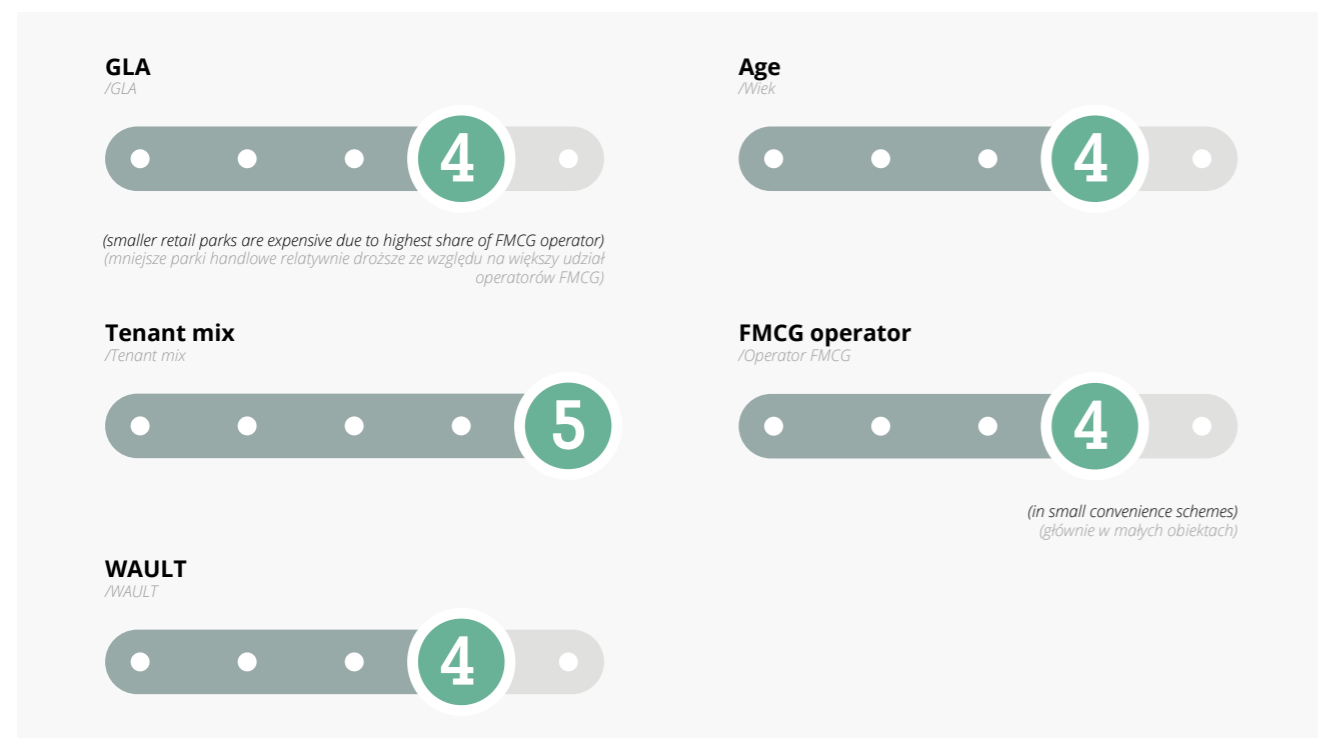 GLA
/GLA
4
(smaller retail parks are expensive due to highest share of FMCG operator)
(mniejsze parki handlowe relatywnie droższe ze względu na większy udział
operatorów FMCG)
Age
/Wiek
4
Tenant mix
/Tenant mix
5
FMCG operator
/Operator FMCG
4
(in small convenience schemes)
(głównie w małych obiektach)
WAULT
/WAULT
4